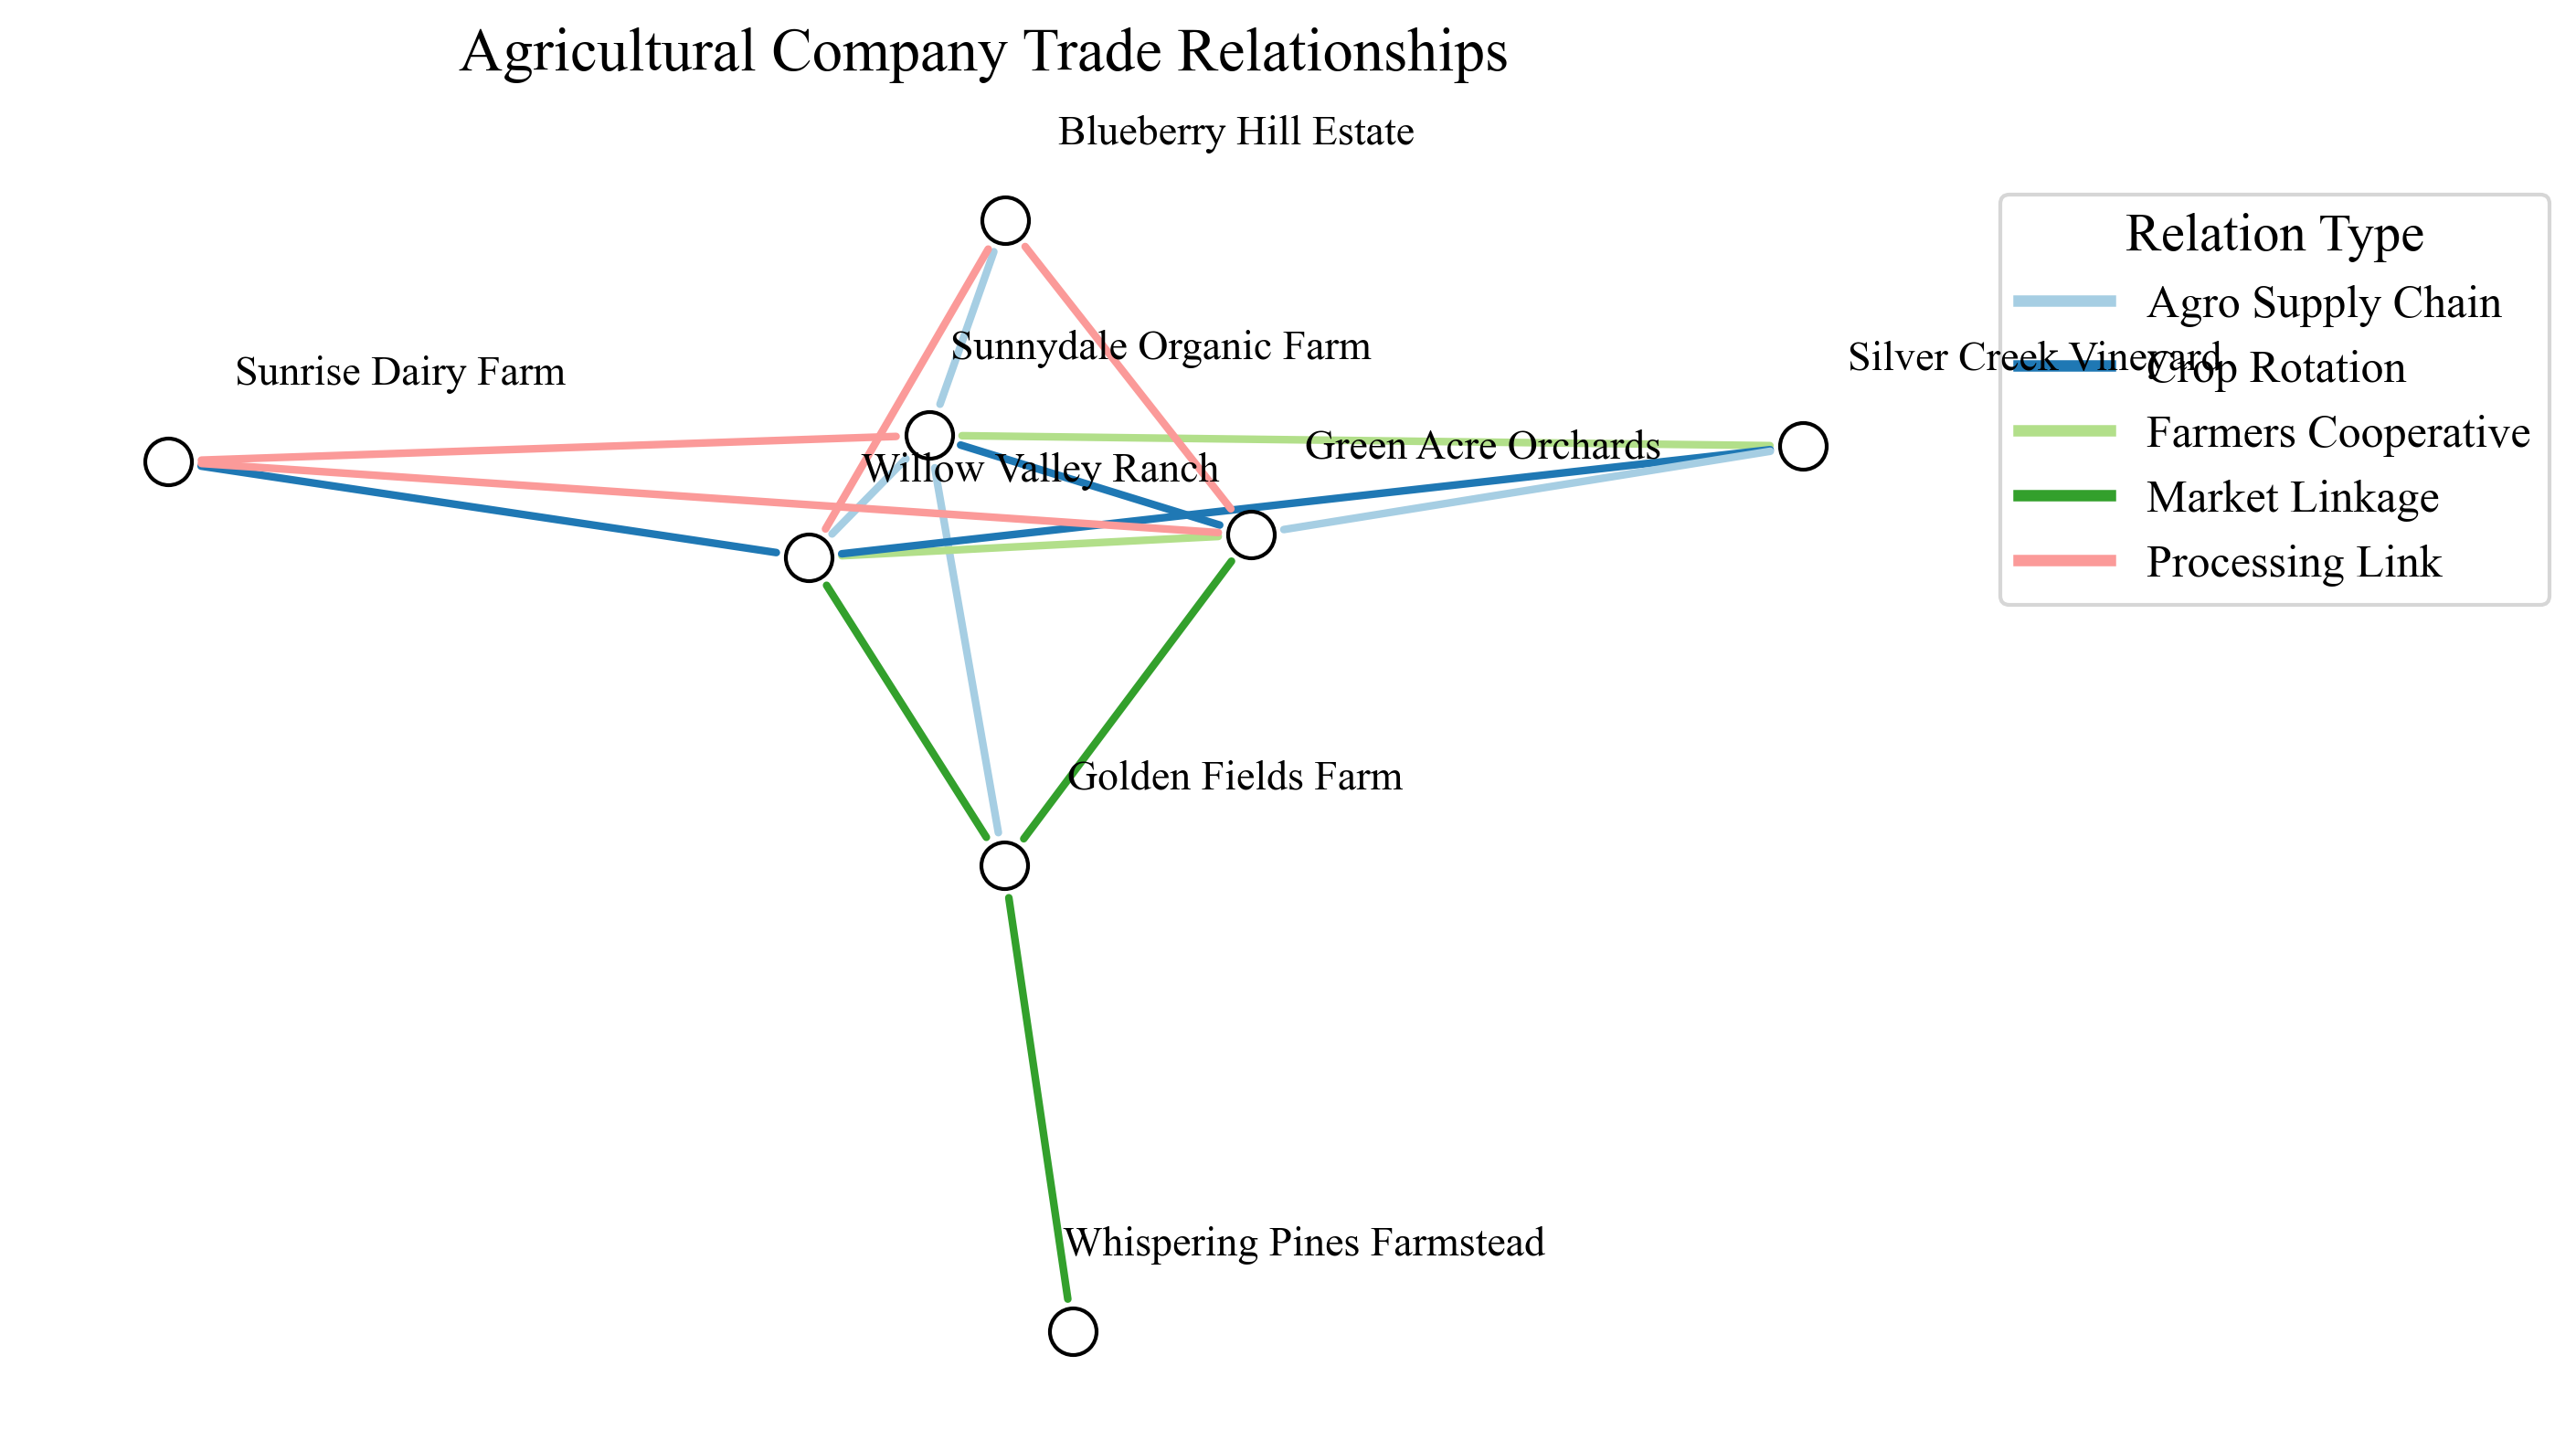 Agricultural Company Trade Relationships
Blueberry Hill Estate
Sunnydale Organic Farm
Sunrise Dairy Farm
Silver Creek Vineyard
Green Acre Orchards
Willow Valley Ranch
Golden Fields Farm
Whispering Pines Farmstead
Relation Type
Agro Supply Chain
Crop Rotation
Farmers Cooperative
Market Linkage
Processing Link